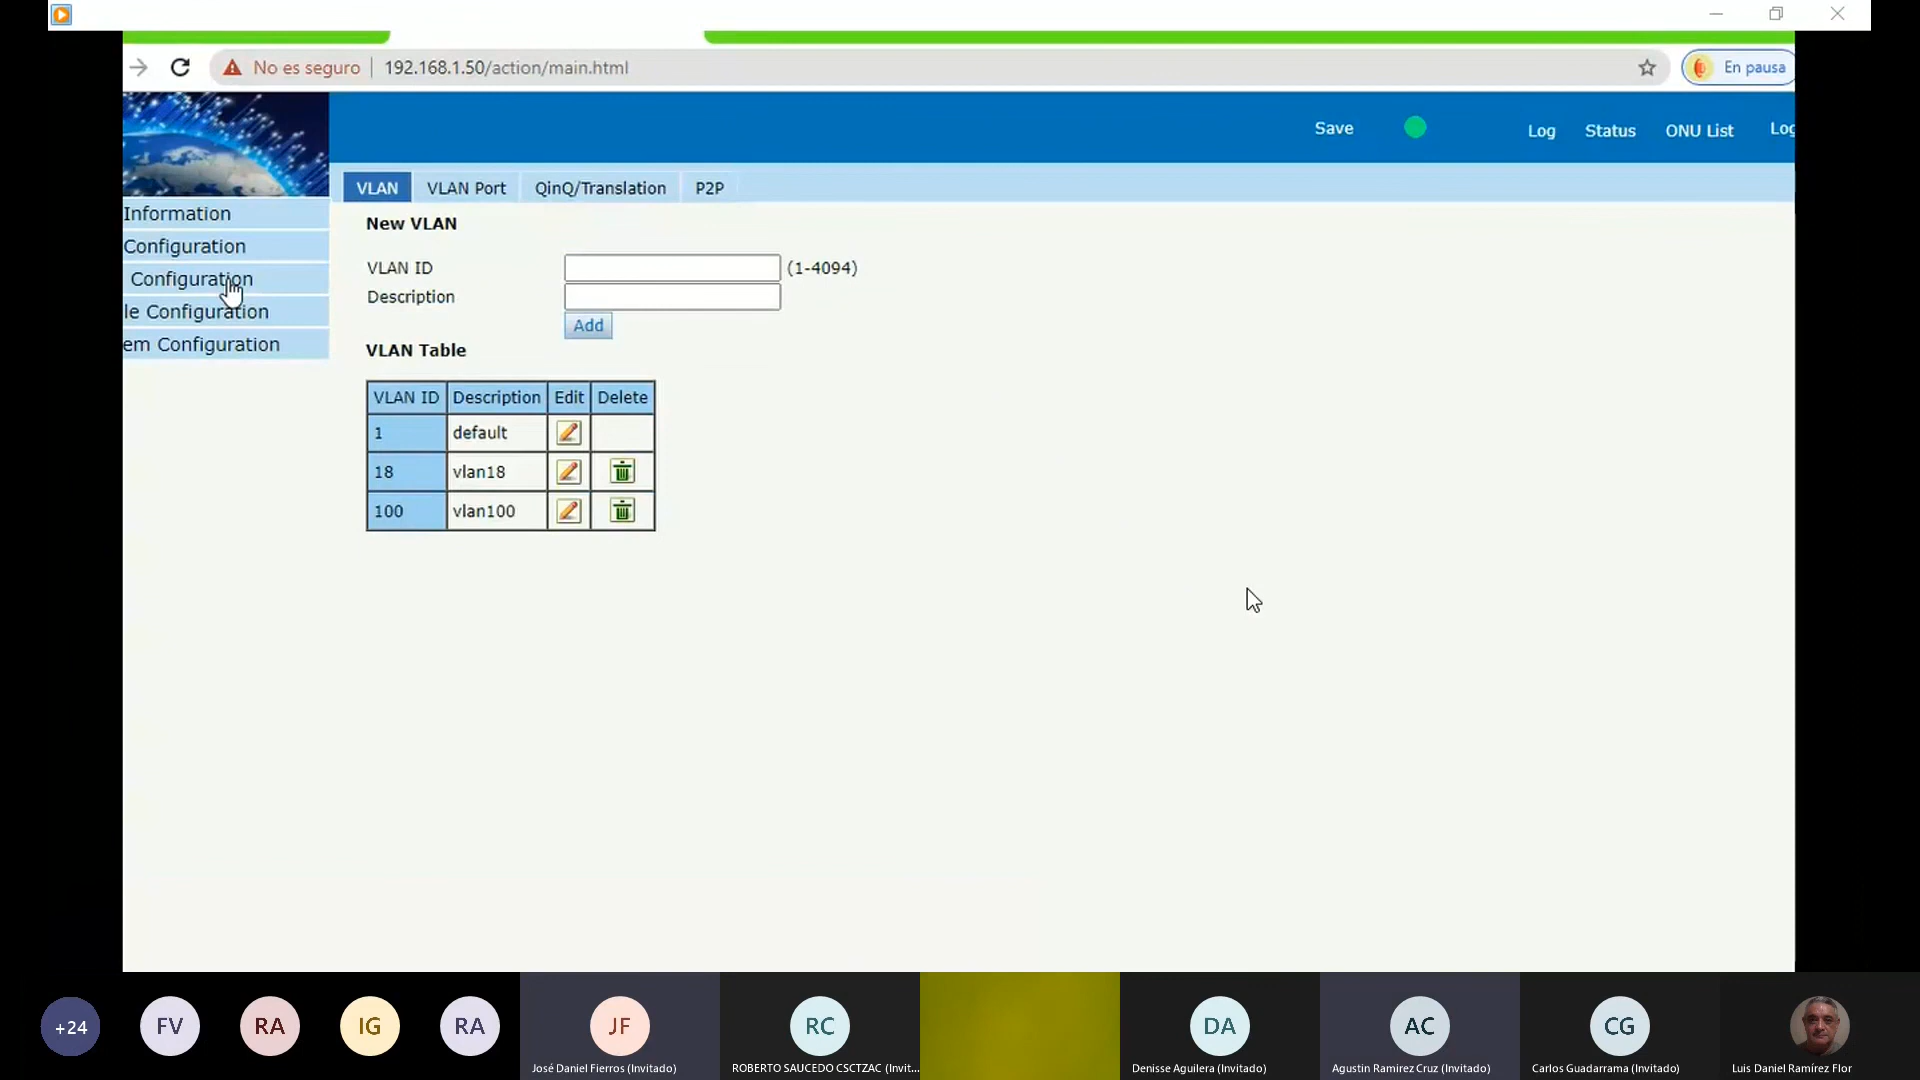 No es seguro | 192.168.1.50/action/main.html
En pausa
Save Log Status ONU List Log
VLAN VLAN Port QinQ/Translation P2P
Information
Configuration
Configuration
le Configuration
em Configuration
New VLAN
VLAN ID (1-4094)
Description
Add
VLAN Table
VLAN ID Description Edit Delete
1 default
18 vlan18
100 vlan100
+24 FV RA IG RA JF RC DA AC CG
José Daniel Fierros (Invitado) ROBERTO SAUCEDO CSCTZAC (Invit... Denisse Aguilera (Invitado) Agustin Ramirez Cruz (Invitado) Carlos Guadarrama (Invitado) Luis Daniel Ramírez Flor